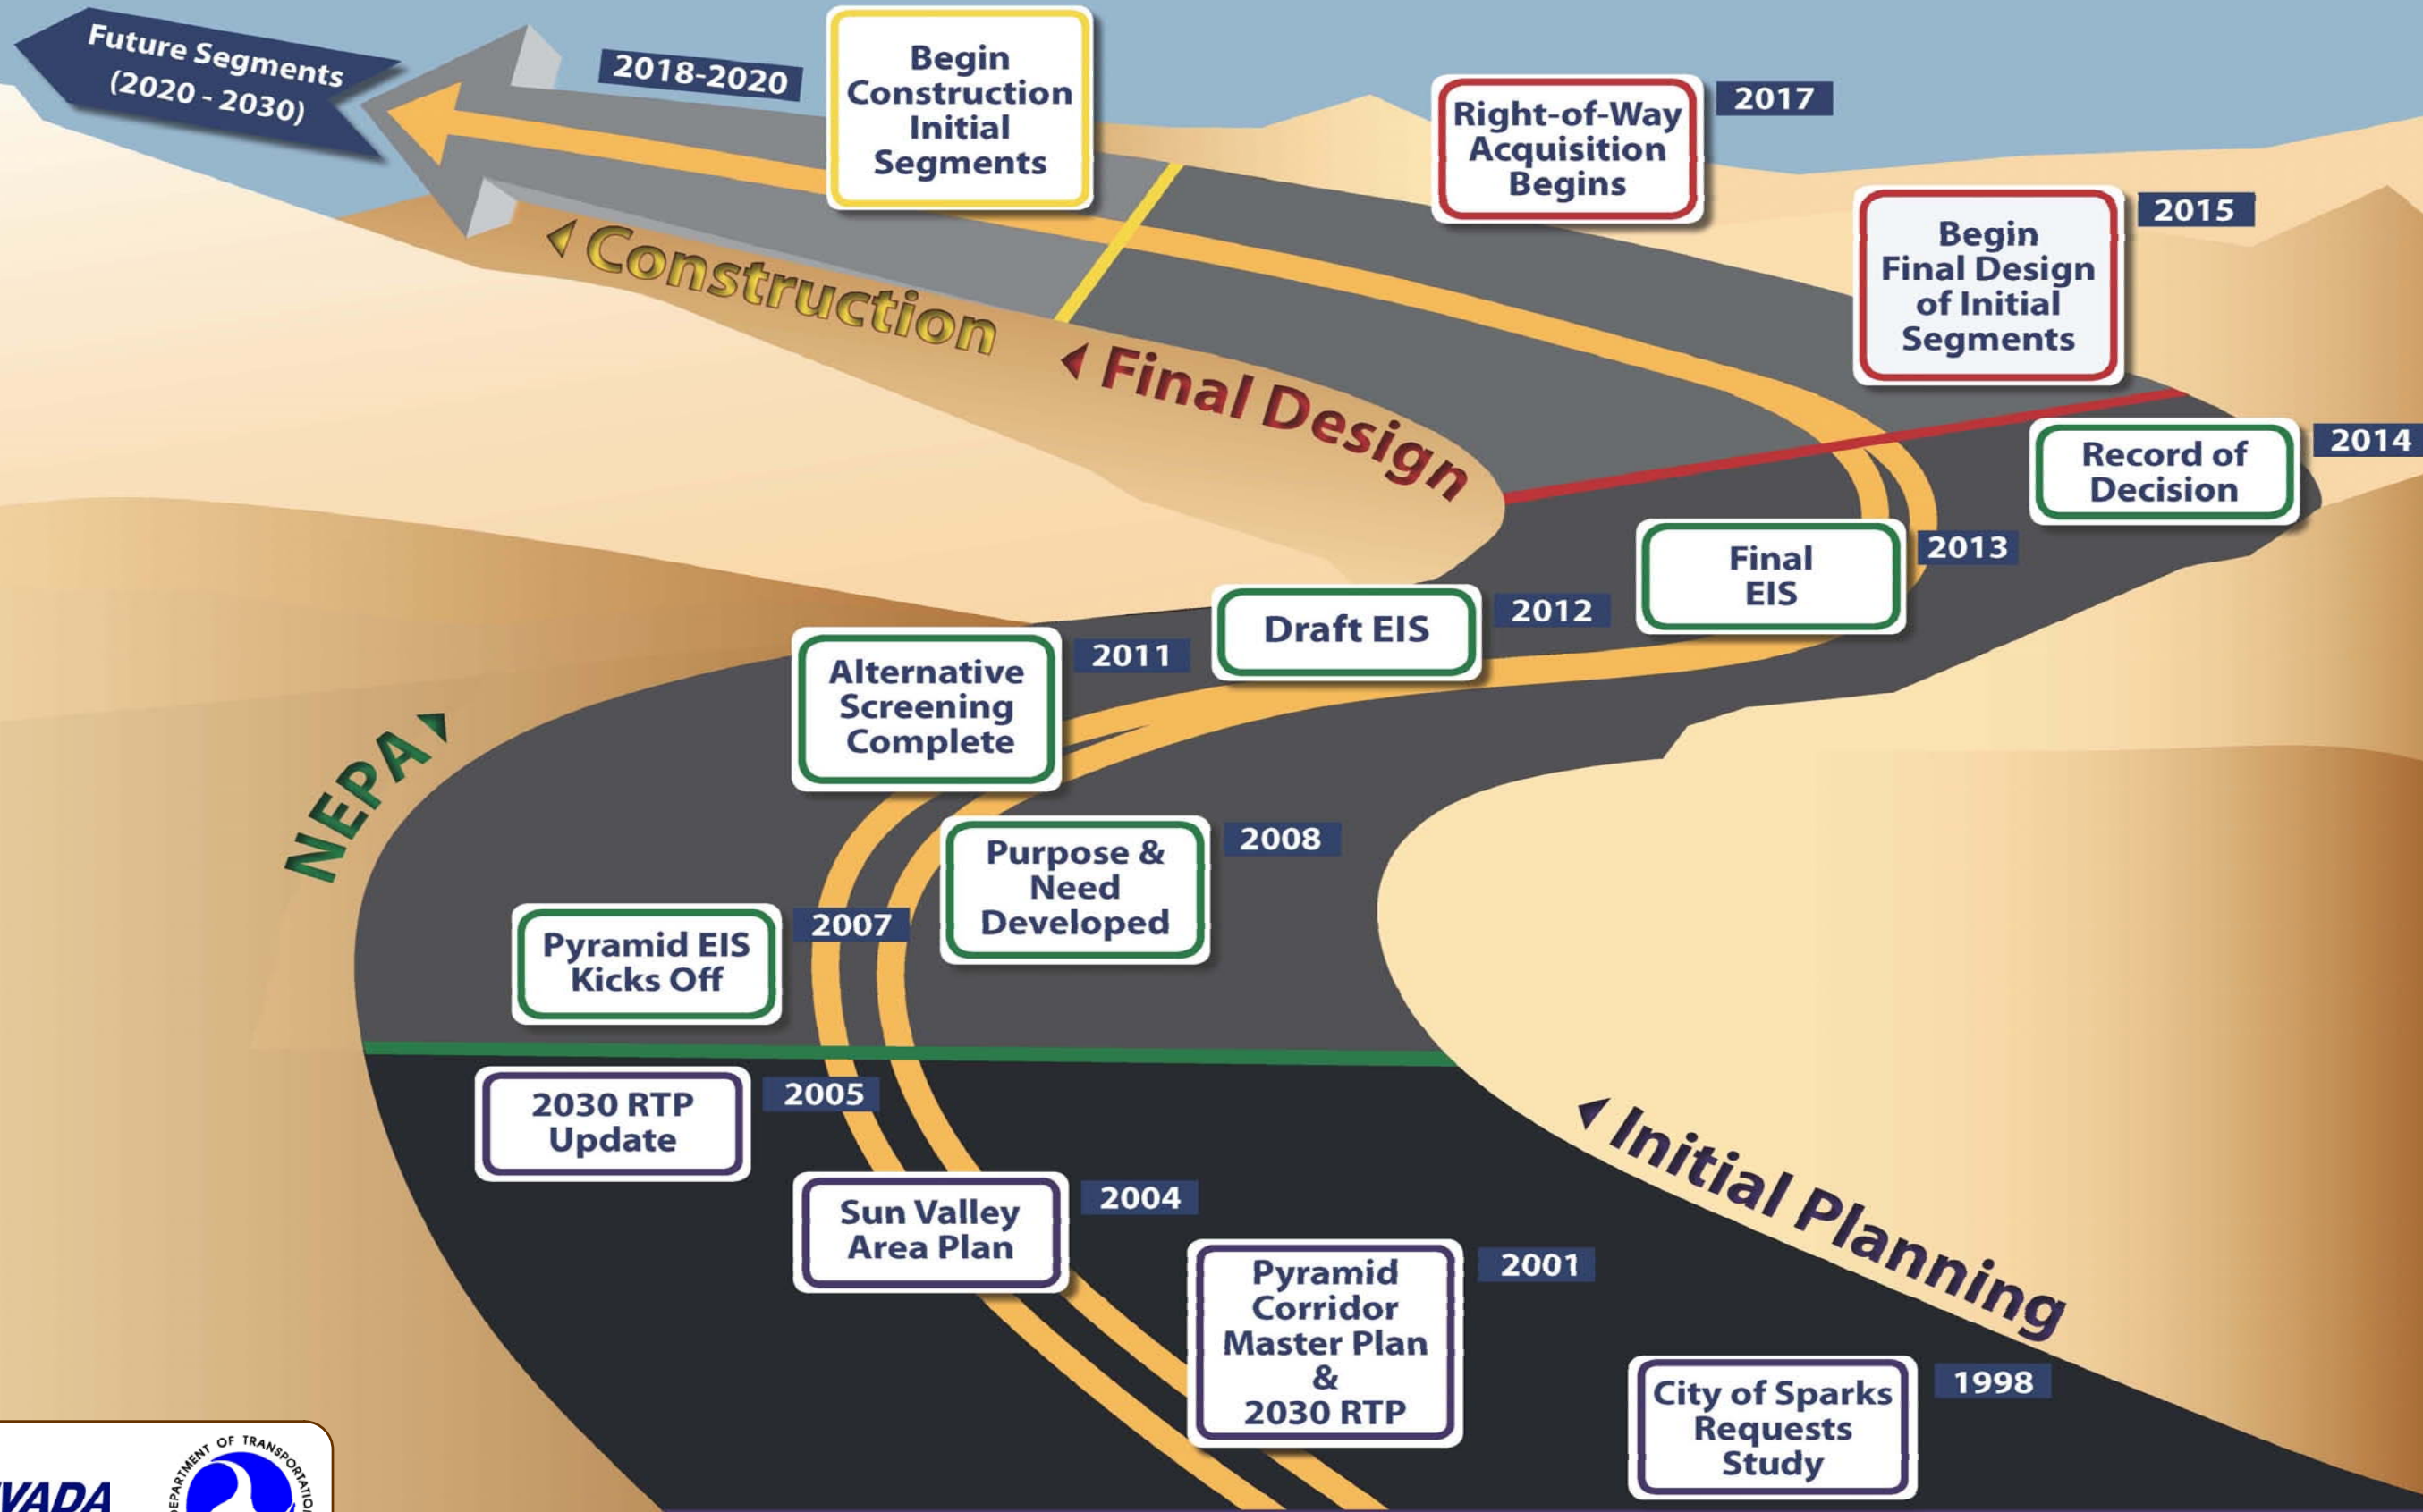 Future Segments
(2020 - 2030)
2018-2020
Begin
Construction
Initial
Segments
Right-of-Way
Acquisition
Begins
2017
Begin
Final Design
of Initial
Segments
2015
Construction
Final Design
Record of
Decision
2014
Final
EIS
2013
Draft EIS
2012
Alternative
Screening
Complete
2011
NEPA
Purpose &
Need
Developed
2008
Pyramid EIS
Kicks Off
2007
2030 RTP
Update
2005
Initial Planning
Sun Valley
Area Plan
2004
Pyramid
Corridor
Master Plan
&
2030 RTP
2001
City of Sparks
Requests
Study
1998
VADA
DEPARTMENT OF TRANSPORTATIO